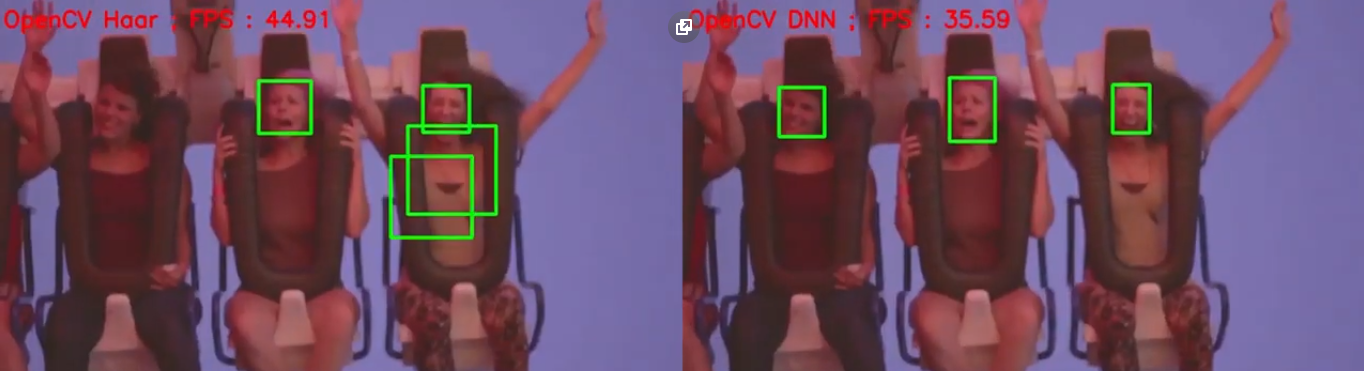 OpenCV Haar ; FPS : 44.91
OpenCV DNN ; FPS : 35.59